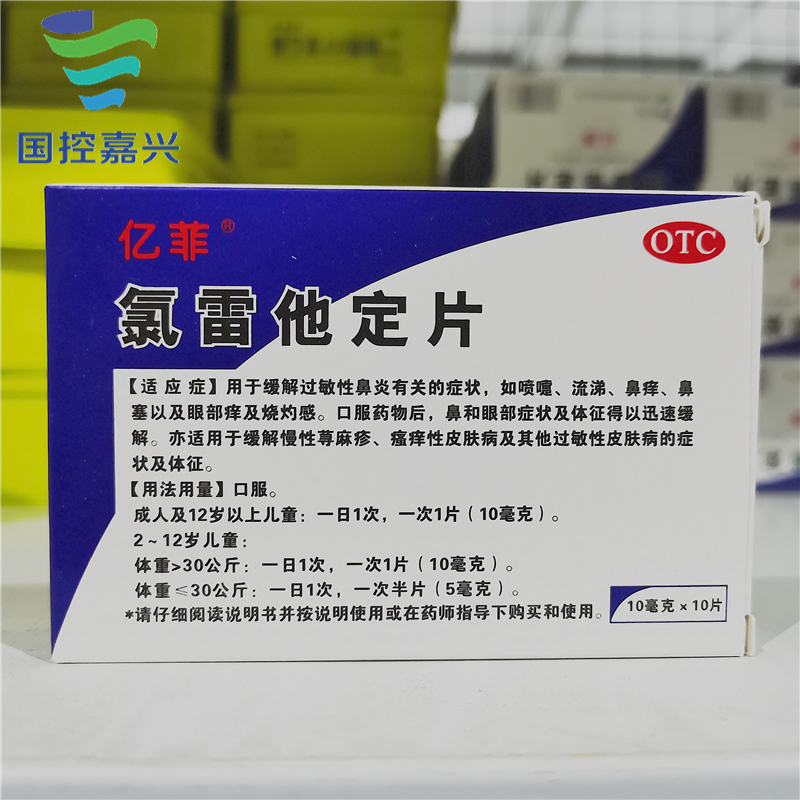 国控嘉兴
亿菲®
OTC
氯雷他定片
【适应症】用于缓解过敏性鼻炎有关的症状，如喷嚏、流涕、鼻痒、鼻
塞以及眼部痒及烧灼感。口服药物后，鼻和眼部症状及体征得以迅速缓
解。亦适用于缓解慢性荨麻疹、瘙痒性皮肤病及其他过敏性皮肤病的症
状及体征。
【用法用量】口服。
成人及12岁以上儿童：一日1次，一次1片（10毫克）。
2～12岁儿童：
体重>30公斤：一日1次，一次1片（10毫克）。
体重≤30公斤：一日1次，一次半片（5毫克）。
*请仔细阅读说明书并按说明使用或在药师指导下购买和使用。
10毫克×10片